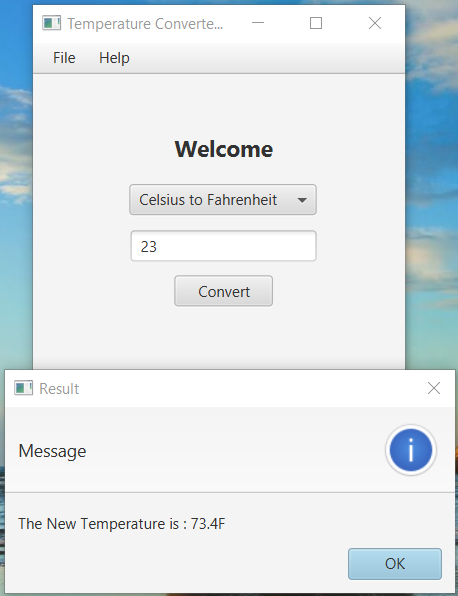 Temperature Converte...
File Help
Welcome
Celsius to Fahrenheit
23
Convert
Result
Message
i
The New Temperature is : 73.4F
OK